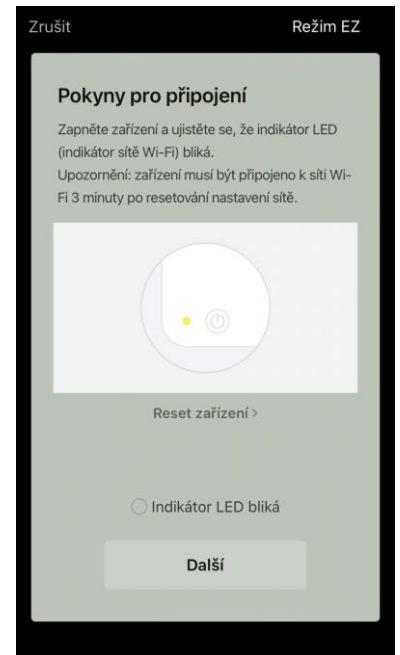 Zrušit Režim EZ
Pokyny pro připojení
Zapněte zařízení a ujistěte se, že indikátor LED
(indikátor sítě Wi-Fi) bliká.
Upozornění: zařízení musí být připojeno k síti Wi-
Fi 3 minuty po resetování nastavení sítě.
Reset zařízení >
Indikátor LED bliká
Další